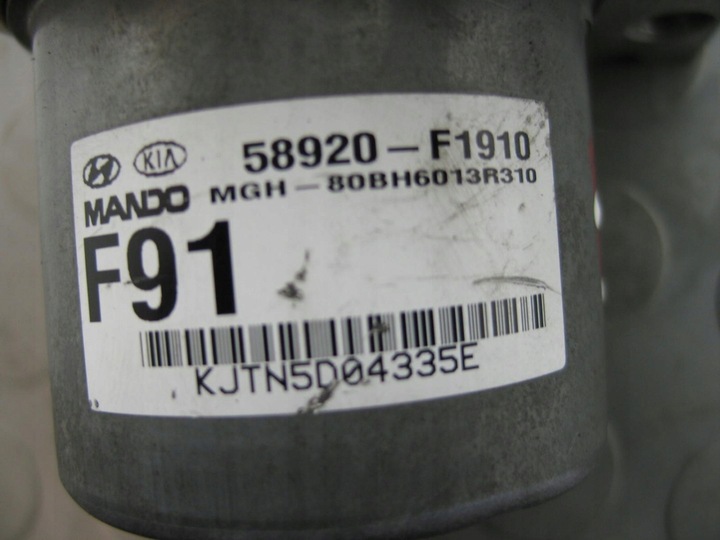 KIA 58920-F1910
MANDO MGH-80BH6013R310
F91
KJTN5D04335E